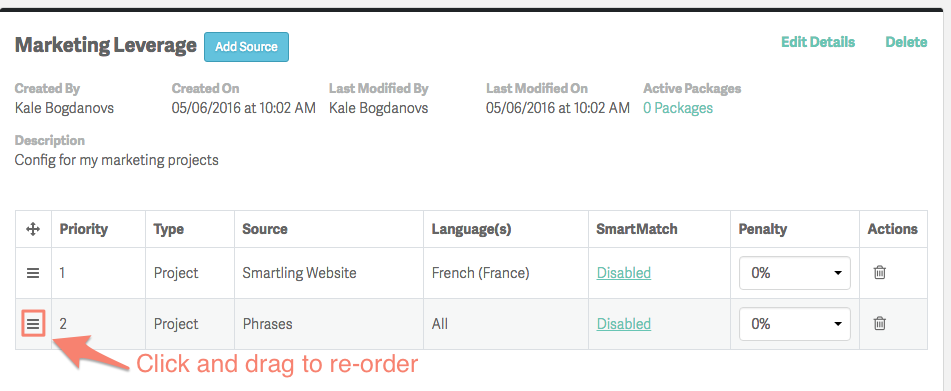 Marketing Leverage Add Source Edit Details Delete
Created By Created On Last Modified By Last Modified On Active Packages
Kale Bogdanovs 05/06/2016 at 10:02 AM Kale Bogdanovs 05/06/2016 at 10:02 AM 0 Packages
Description
Config for my marketing projects
Priority Type Source Language(s) SmartMatch Penalty Actions
1 Project Smartling Website French (France) Disabled 0%
2 Project Phrases All Disabled 0%
Click and drag to re-order